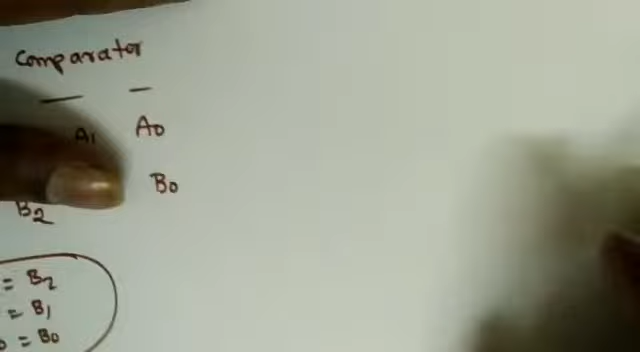 Comparator
A1 A0
B0
B2
= B2
= B1
= B0